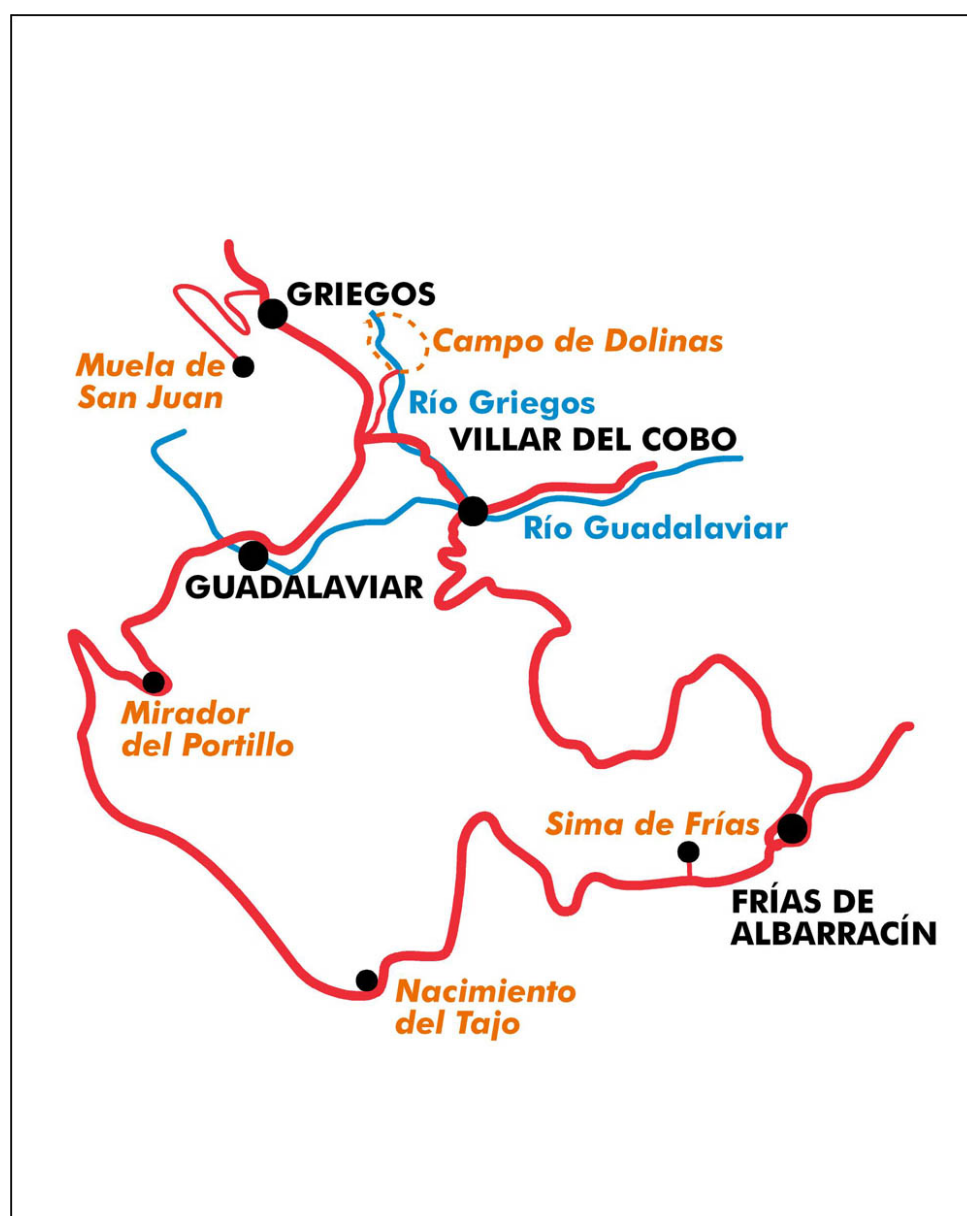 GRIEGOS
Campo de Dolinas
Muela de
San Juan
Río Griegos
VILLAR DEL COBO
Río Guadalaviar
GUADALAVIAR
Mirador
del Portillo
Sima de Frías
FRÍAS DE
ALBARRACÍN
Nacimiento
del Tajo